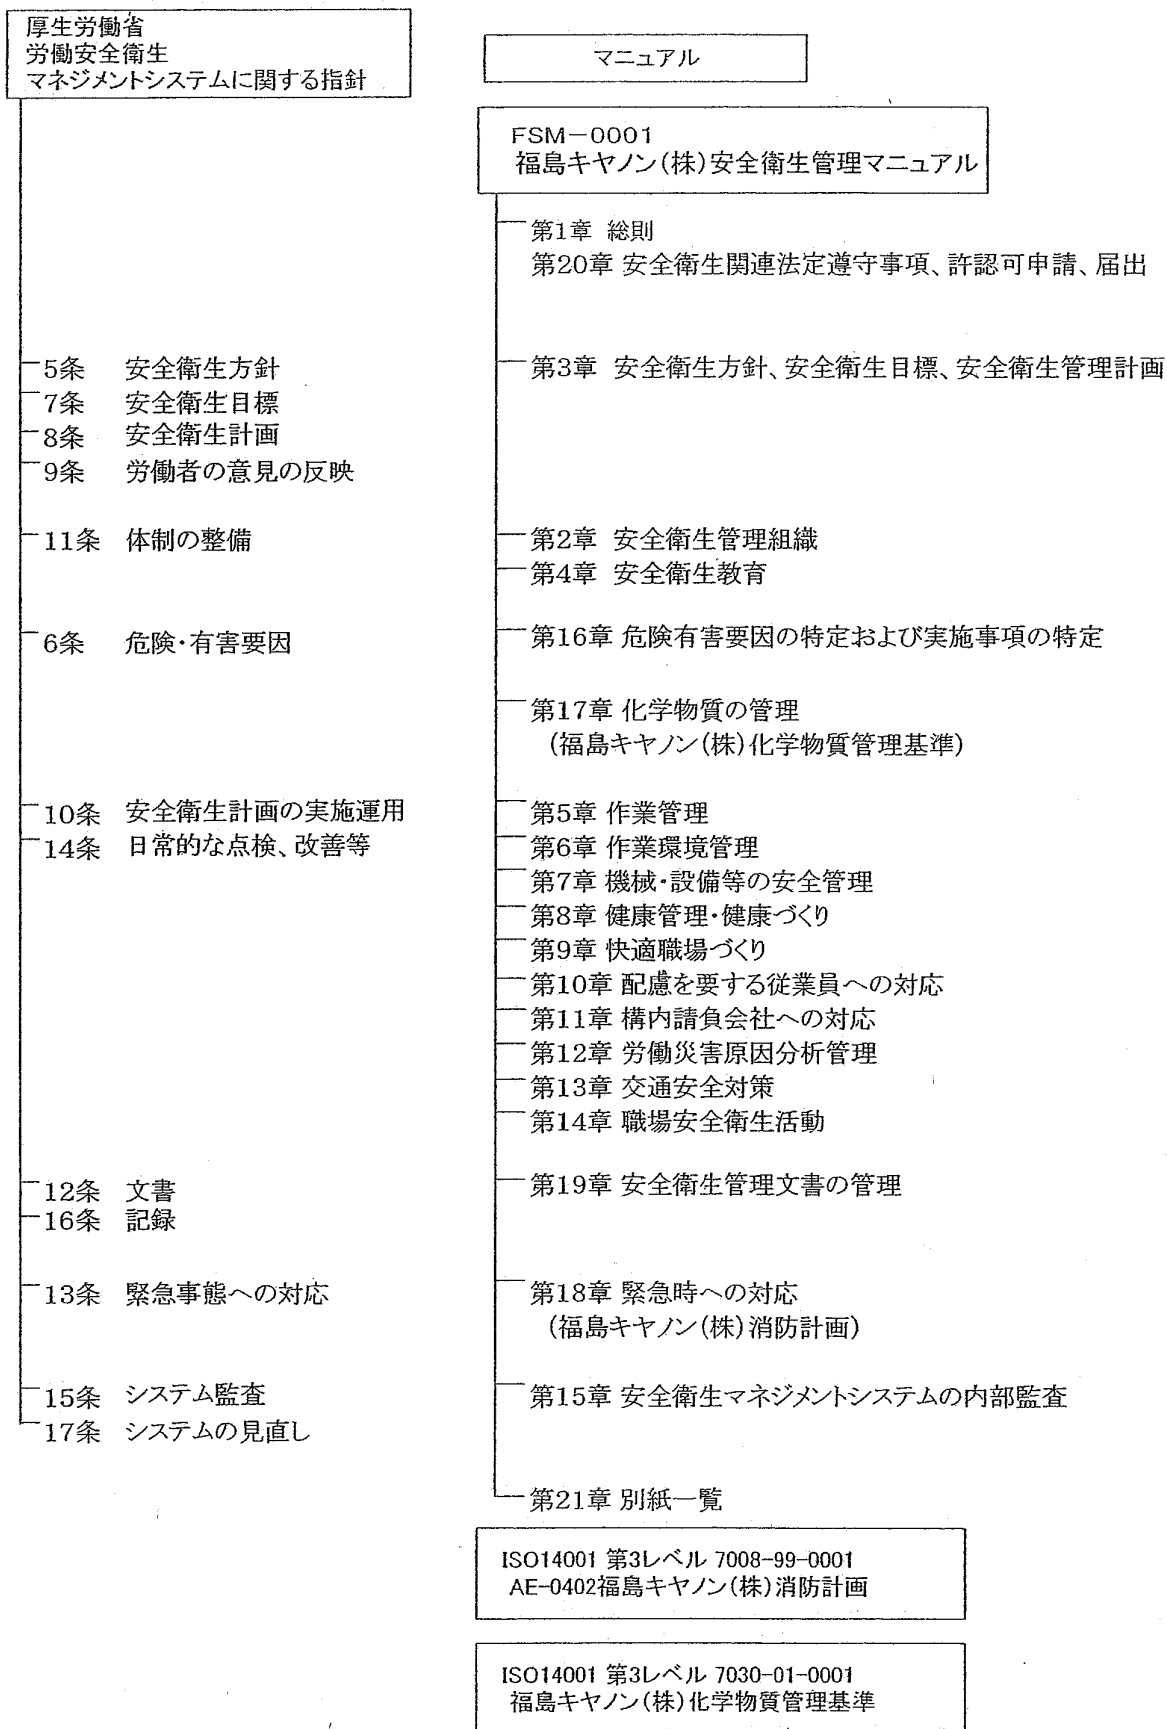 厚生労働省
労働安全衛生
マネジメントシステムに関する指針
マニュアル
FSM－0001
福島キヤノン(株)安全衛生管理マニュアル
第1章 総則
第20章 安全衛生関連法定遵守事項、許認可申請、届出
5条 安全衛生方針
7条 安全衛生目標
8条 安全衛生計画
9条 労働者の意見の反映
第3章 安全衛生方針、安全衛生目標、安全衛生管理計画
11条 体制の整備
第2章 安全衛生管理組織
第4章 安全衛生教育
6条 危険・有害要因
第16章 危険有害要因の特定および実施事項の特定
第17章 化学物質の管理
(福島キヤノン(株)化学物質管理基準)
10条 安全衛生計画の実施運用
14条 日常的な点検、改善等
第5章 作業管理
第6章 作業環境管理
第7章 機械・設備等の安全管理
第8章 健康管理・健康づくり
第9章 快適職場づくり
第10章 配慮を要する従業員への対応
第11章 構内請負会社への対応
第12章 労働災害原因分析管理
第13章 交通安全対策
第14章 職場安全衛生活動
12条 文書
16条 記録
第19章 安全衛生管理文書の管理
13条 緊急事態への対応
第18章 緊急時への対応
(福島キヤノン(株)消防計画)
15条 システム監査
17条 システムの見直し
第15章 安全衛生マネジメントシステムの内部監査
第21章 別紙一覧
ISO14001 第3レベル 7008-99-0001
AE-0402福島キヤノン(株)消防計画
ISO14001 第3レベル 7030-01-0001
福島キヤノン(株)化学物質管理基準